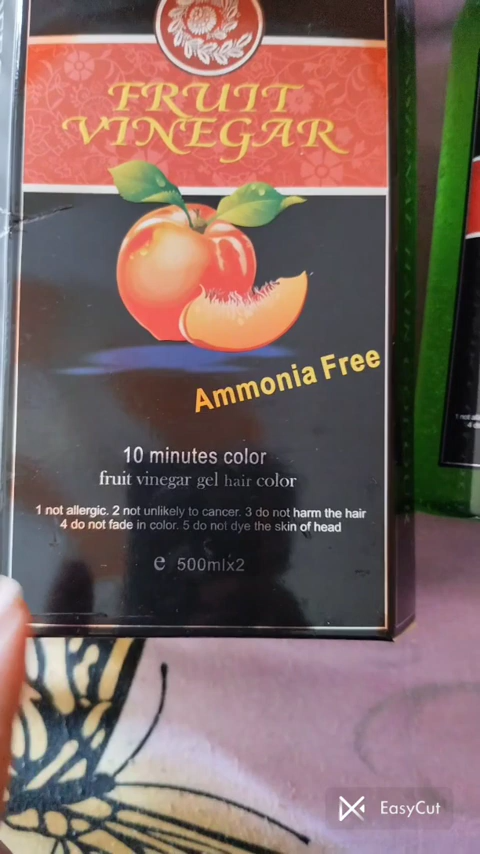 FRUIT
VINEGAR
Ammonia Free
10 minutes color
fruit vinegar gel hair color
1 not allergic. 2 not unlikely to cancer. 3 do not harm the hair
4 do not fade in color. 5 do not dye the skin of head
e 500mlx2
EasyCut